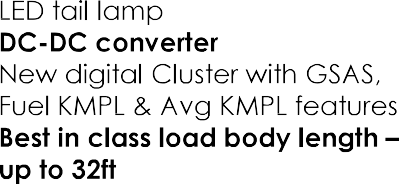 LED tail lamp
DC-DC converter
New digital Cluster with GSAS,
Fuel KMPL & Avg KMPL features
Best in class load body length –
up to 32ft